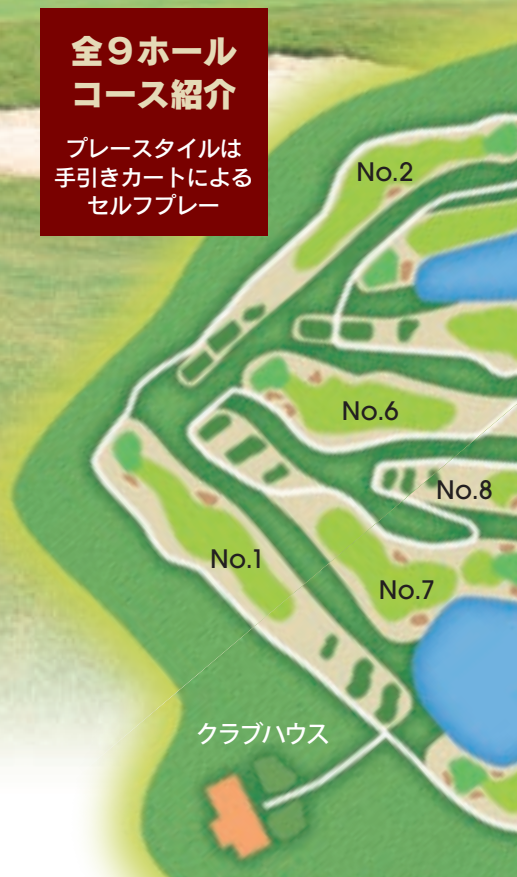 全9ホール
コース紹介
プレースタイルは
手引きカートによる
セルフプレー
No.2
No.6
No.8
No.1
No.7
クラブハウス